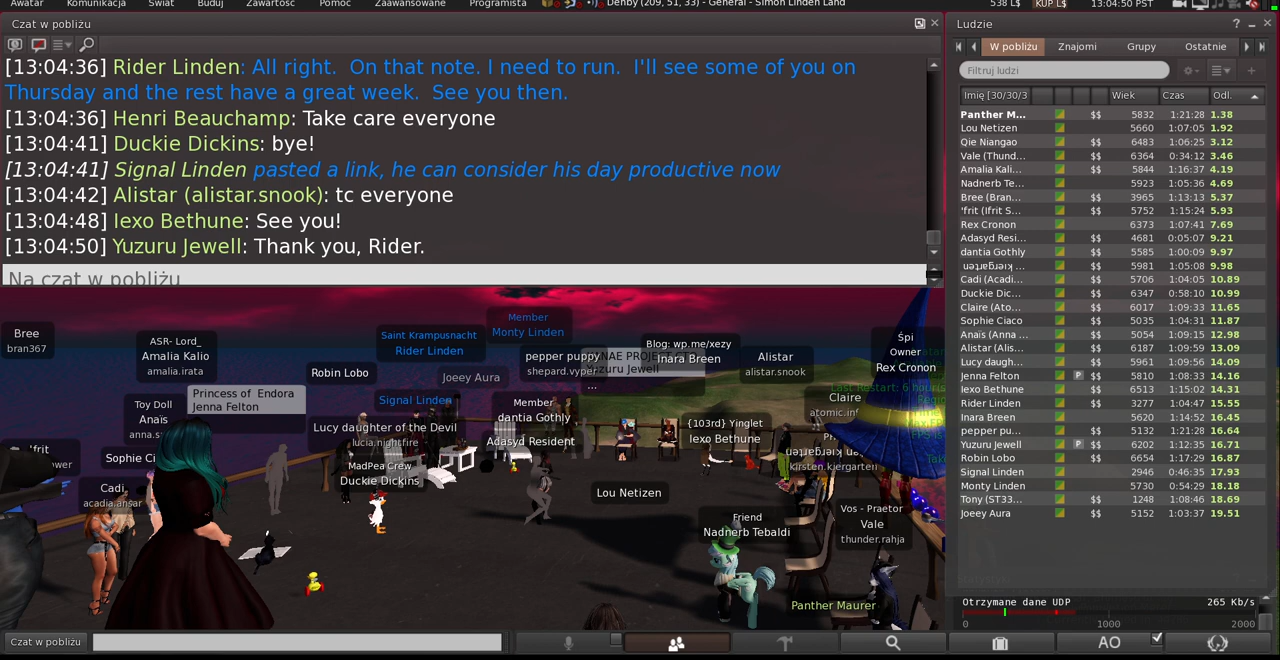 Awatar Komunikacja Świat Buduj Zawartość Pomoc Zaawansowane Programista Denby (209, 51, 33) - General - Simon Linden Land 538 L$ KUP L$ 13:04:50 PST
Czat w pobliżu
[13:04:36] Rider Linden: All right.  On that note. I need to run.  I'll see some of you on
Thursday and the rest have a great week.  See you then.
[13:04:36] Henri Beauchamp: Take care everyone
[13:04:41] Duckie Dickins: bye!
[13:04:41] Signal Linden pasted a link, he can consider his day productive now
[13:04:42] Alistar (alistar.snook): tc everyone
[13:04:48] Iexo Bethune: See you!
[13:04:50] Yuzuru Jewell: Thank you, Rider.
Na czat w pobliżu
Bree
bran367
ASR- Lord_
Amalia Kalio
amalia.irata
Saint Krampusnacht
Rider Linden
Member
Monty Linden
Robin Lobo
Joeey Aura
pepper puppy
shepard.vyper
...
Blog: wp.me/xezy
Inara Breen
Yuzuru Jewell
Alistar
alistar.snook
Śpi
Owner
Rex Cronon
Princess of  Endora
Jenna Felton
Signal Linden
Toy Doll
Anaïs
Member
dantia Gothly
Claire
Lucy daughter of the Devil
lucia.nightfire
Adasyd Resident
{103rd} Yinglet
Iexo Bethune
kirsten.kiergarten
'frit
Sophie Ci
MadPea Crew
Duckie Dickins
Cadi
acadia.ansar
Lou Netizen
Friend
Nadnerb Tebaldi
Vos - Praetor
Vale
thunder.rahja
Panther Maurer
Czat w pobliżu
Ludzie
W pobliżu Znajomi Grupy Ostatnie
Filtruj ludzi
Imię [30/30/3 Wiek Czas Odl.
Panther M... $$ 5832 1:21:28 1.38
Lou Netizen 5660 1:07:05 1.92
Qie Niangao $$ 6483 1:06:25 3.12
Vale (Thund... $$ 6364 0:34:12 3.46
Amalia Kali... $$ 5844 1:16:37 4.19
Nadnerb Te... 5923 1:05:36 4.69
Bree (Bran... $$ 3965 1:13:13 5.37
'frit (Ifrit S... $$ 5752 1:15:24 5.93
Rex Cronon 6373 1:07:41 7.69
Adasyd Resi... $$ 4681 0:05:07 9.21
dantia Gothly $$ 5585 1:00:09 9.97
$$ 5981 1:05:08 9.98
Cadi (Acadi... $$ 5706 1:04:05 10.89
Duckie Dic... $$ 6347 0:58:10 10.99
Claire (Ato... $$ 6017 1:09:33 11.65
Sophie Ciaco $$ 5035 1:04:31 11.87
Anaïs (Anna ... $$ 5054 1:09:15 12.98
Alistar (Alis... $$ 6187 1:09:59 13.09
Lucy daugh... $$ 5961 1:09:56 14.09
Jenna Felton P $$ 5810 1:08:33 14.16
Iexo Bethune $$ 6513 1:15:02 14.31
Rider Linden $$ 3277 1:04:47 15.55
Inara Breen 5620 1:14:52 16.45
pepper pu... $$ 5132 1:21:28 16.64
Yuzuru Jewell P $$ 6202 1:12:35 16.71
Robin Lobo $$ 6654 1:17:29 16.87
Signal Linden 2946 0:46:35 17.93
Monty Linden 5730 0:54:29 18.18
Tony (ST33... $$ 1248 1:08:46 18.69
Joeey Aura $$ 5152 1:03:37 19.51
Otrzymane dane UDP 265 Kb/s
0 1000 2000
AO